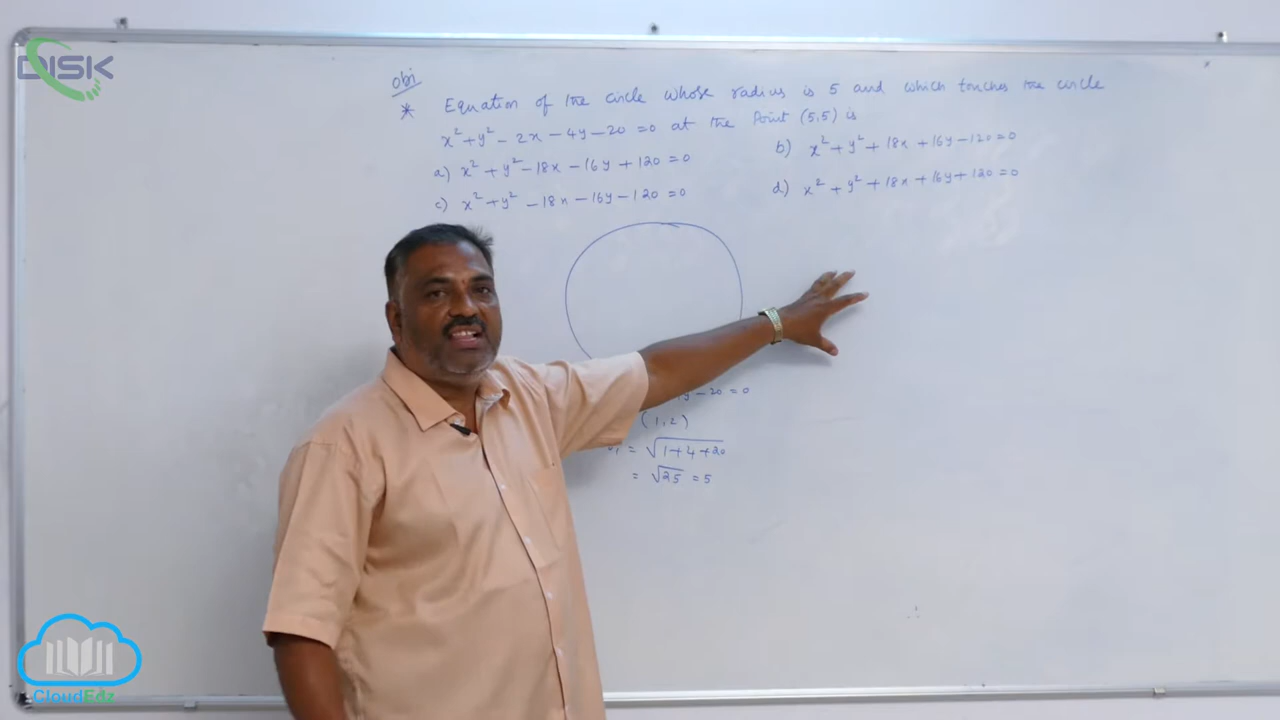 DISK
Obj
* Equation of the circle whose radius is 5 and which touches the circle
x²+y²-2x-4y-20=0 at the Point (5,5) is
a) x²+y²-18x-16y+120=0
b) x²+y²+18x+16y-120=0
c) x²+y²-18x-16y-120=0
d) x²+y²+18x+16y+120=0
y-20=0
(1,2)
= √1+4+20
= √25 =5
CloudEdz